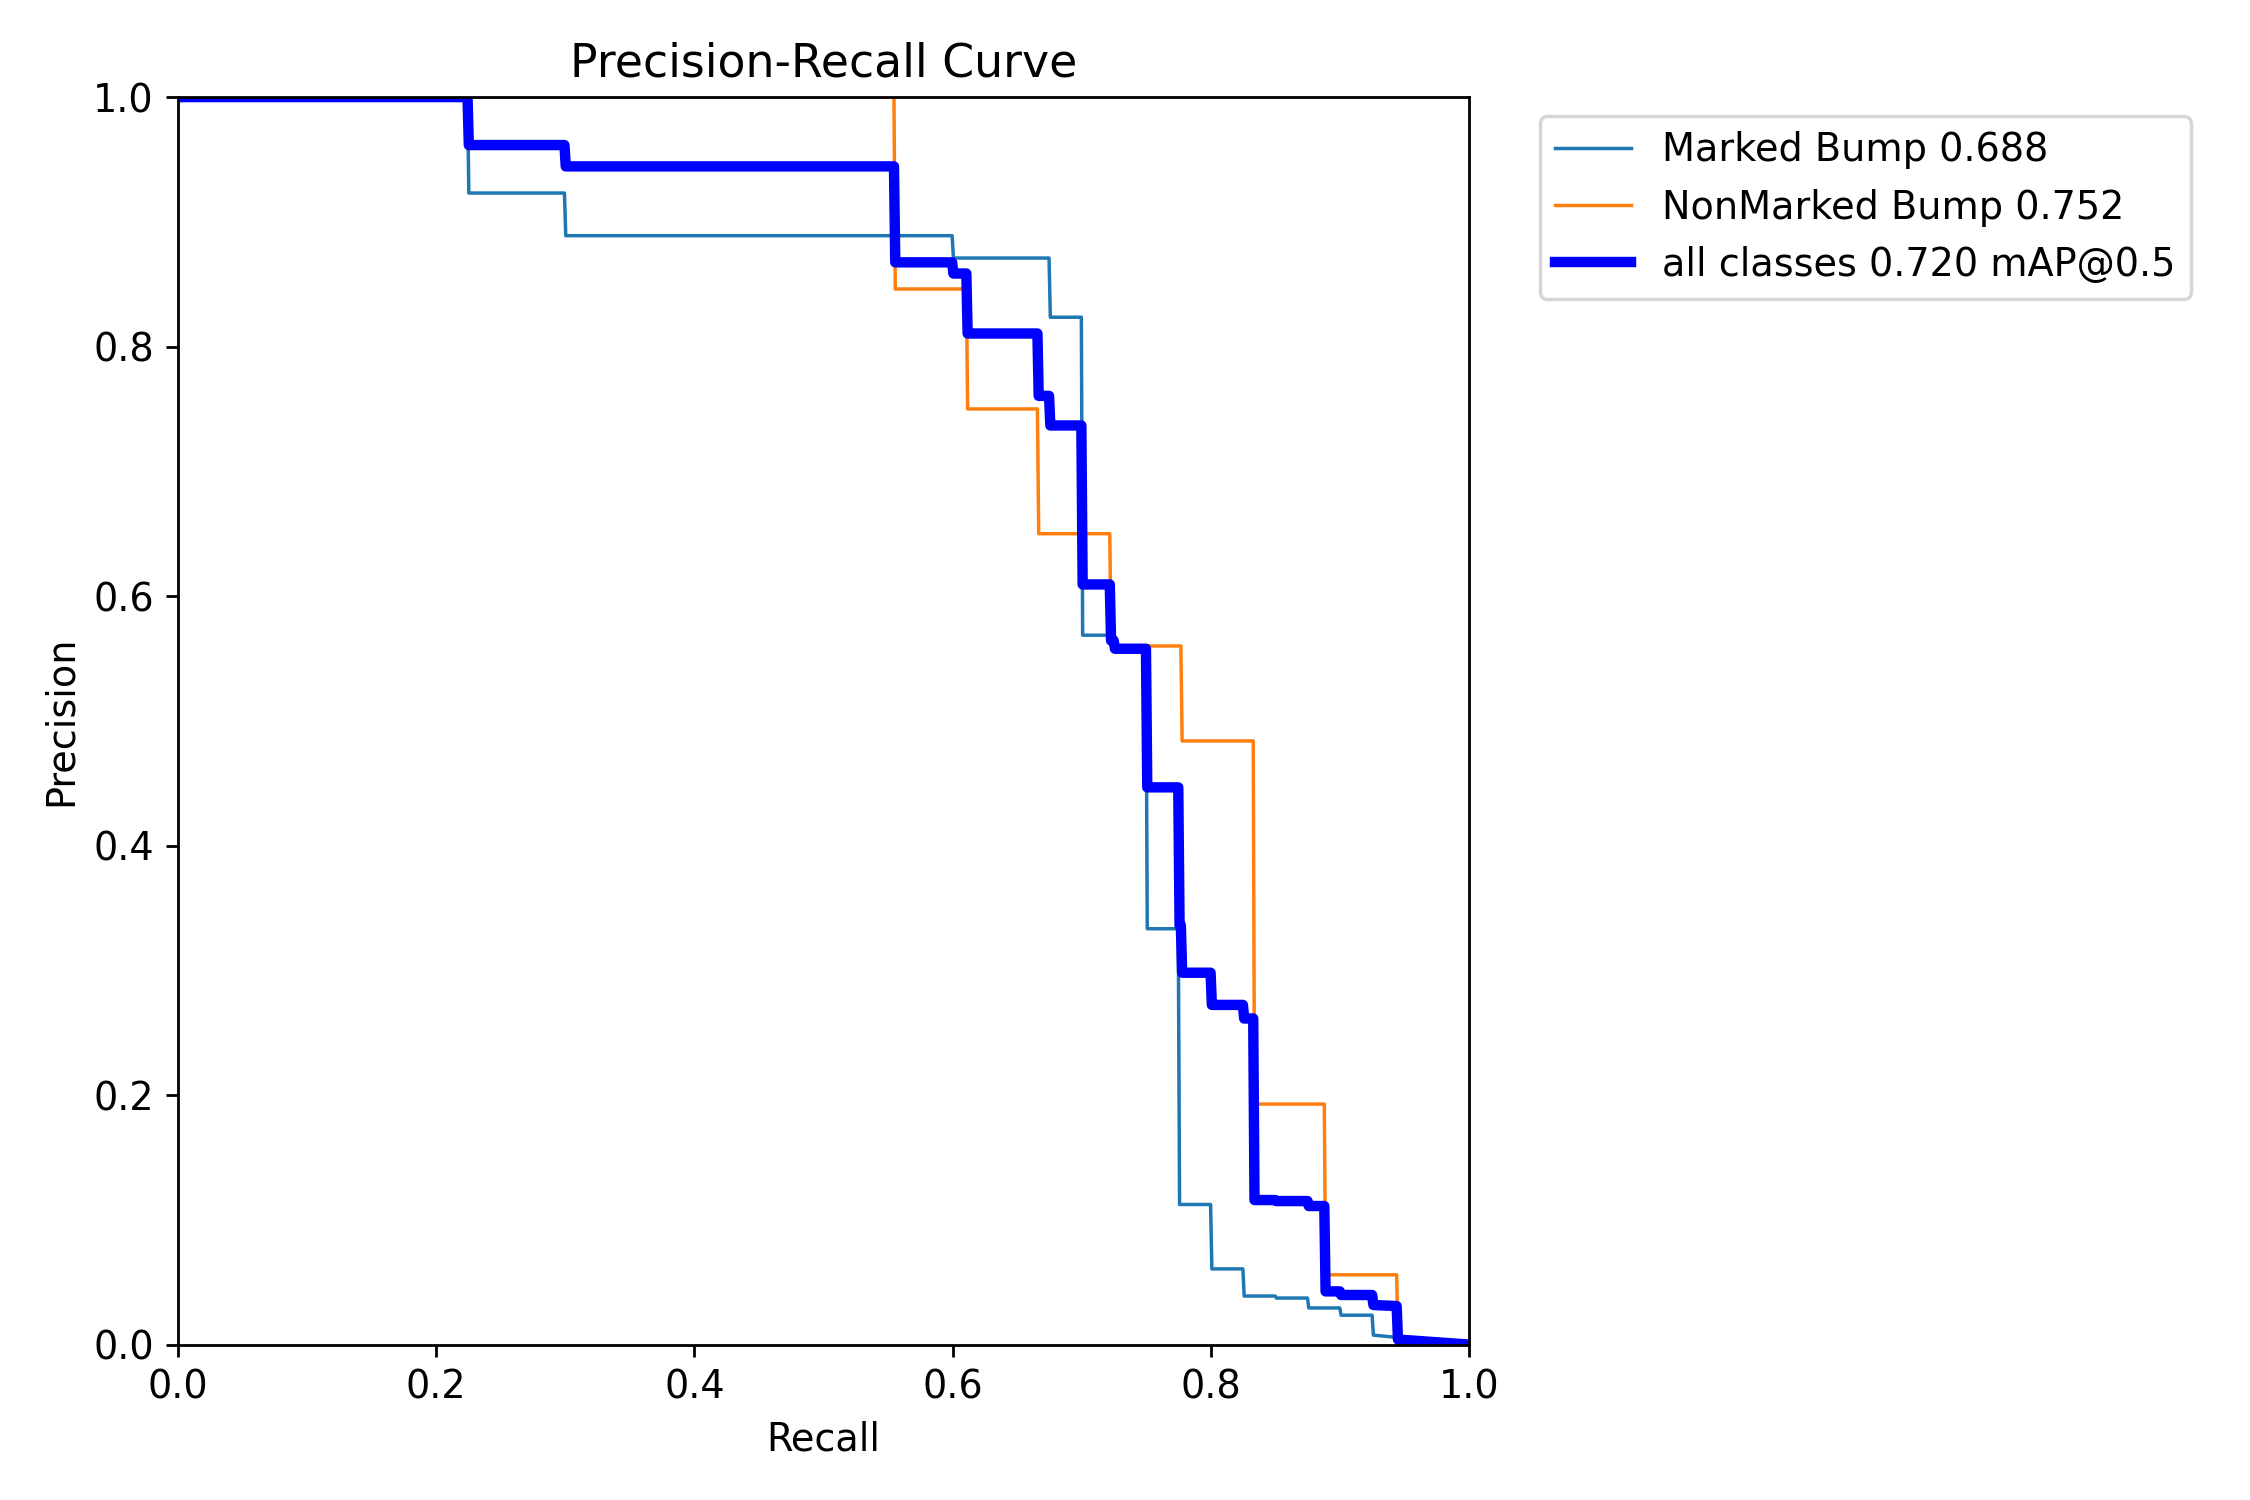 Precision-Recall Curve
1.0
0.8
0.6
0.4
0.2
0.0
Precision
0.0 0.2 0.4 0.6 0.8 1.0
Recall
Marked Bump 0.688
NonMarked Bump 0.752
all classes 0.720 mAP@0.5